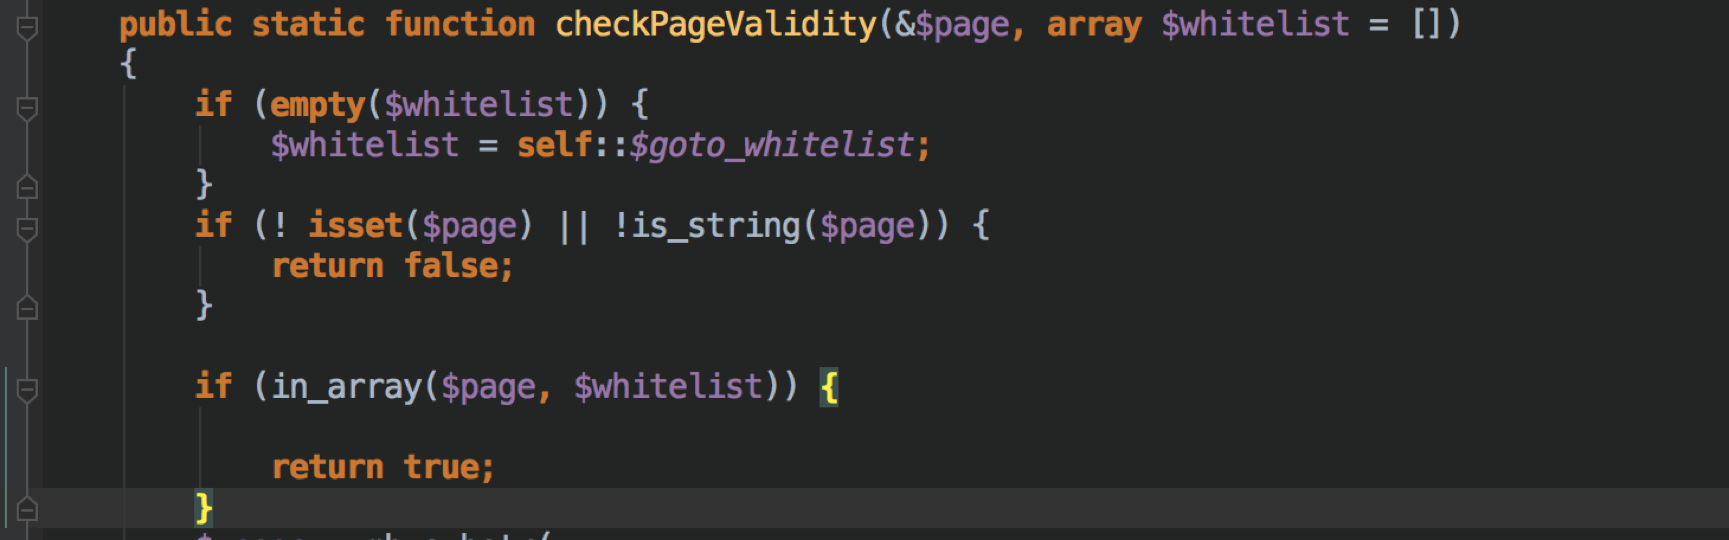 public static function checkPageValidity(&$page, array $whitelist = [])
{
if (empty($whitelist)) {
$whitelist = self::$goto_whitelist;
}
if (! isset($page) || !is_string($page)) {
return false;
}
if (in_array($page, $whitelist)) {
return true;
}